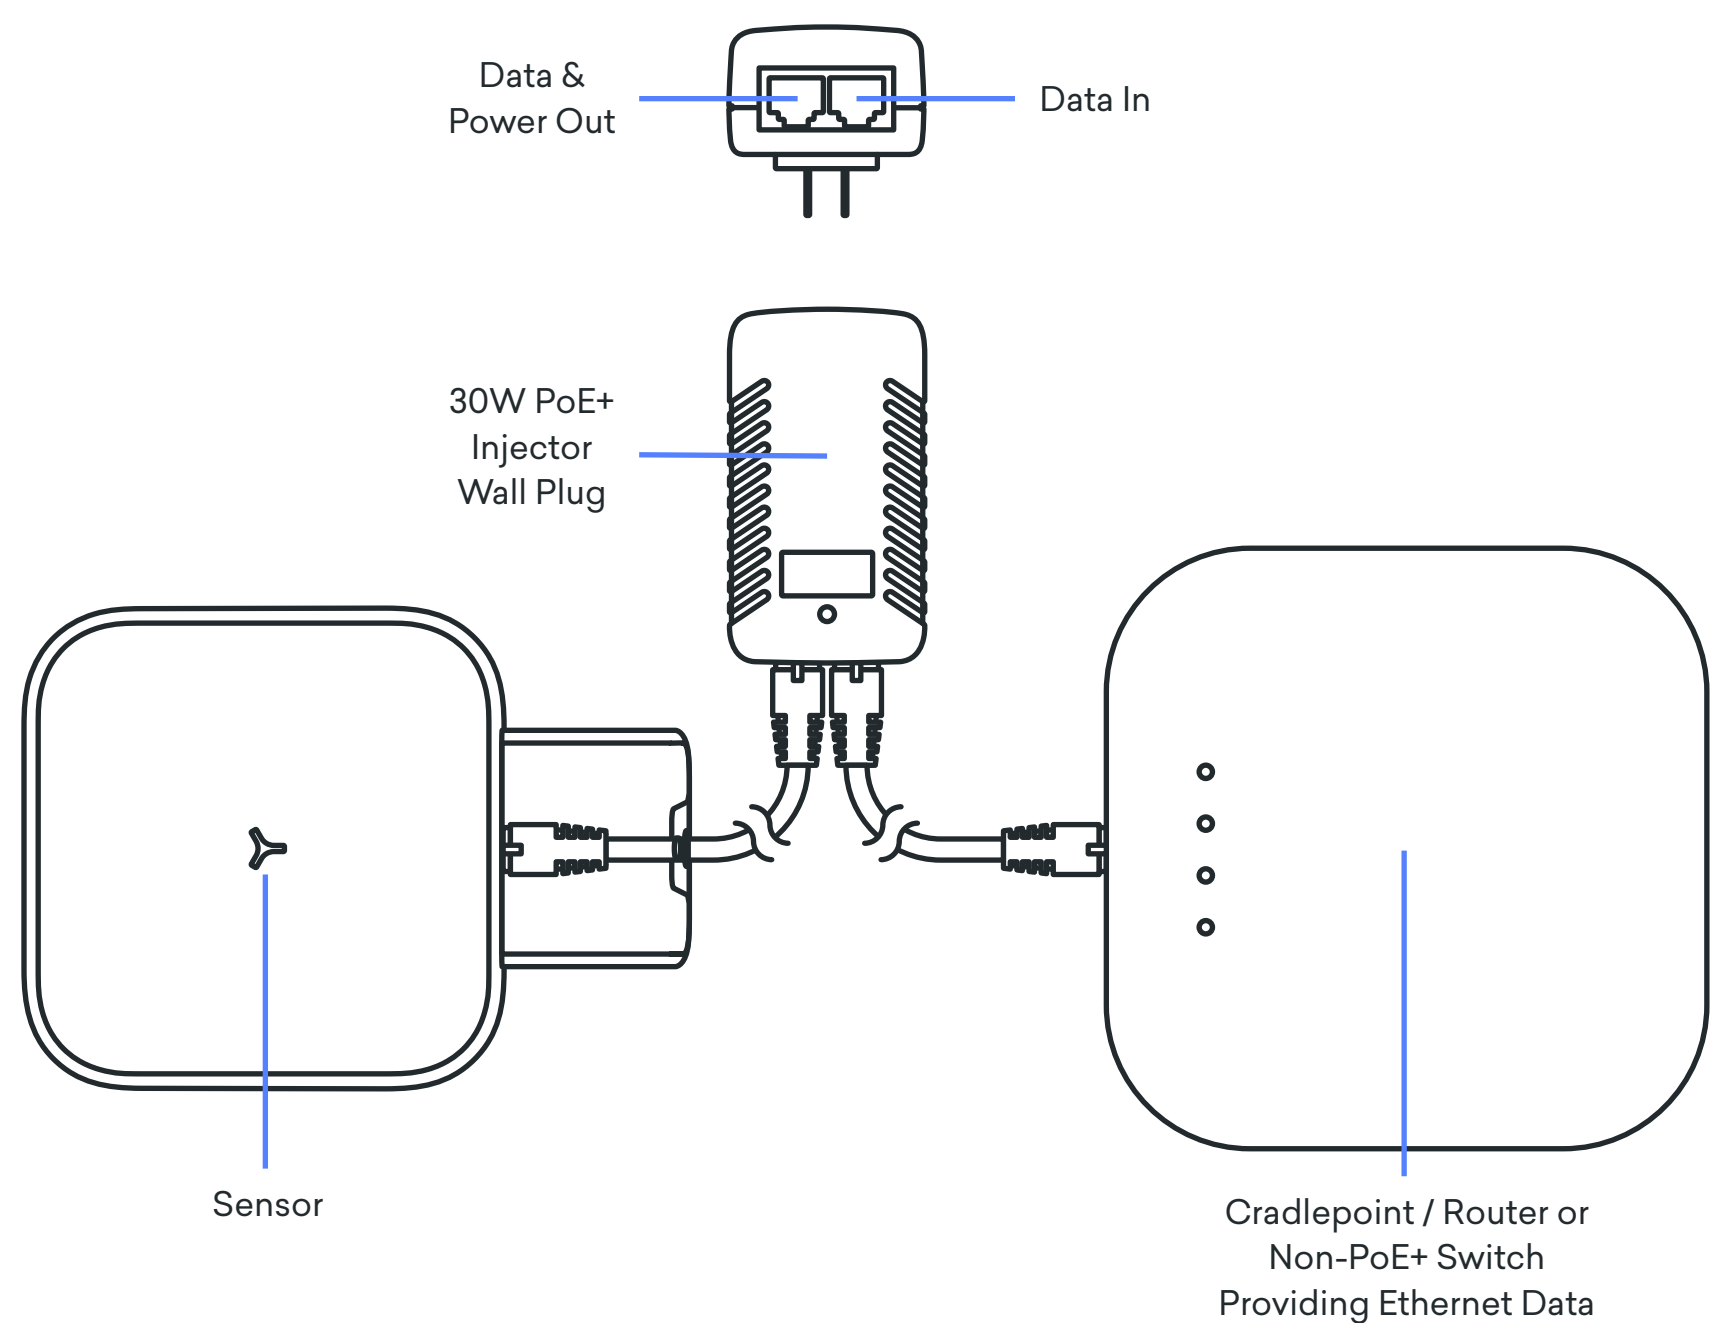 Data &
Power Out
Data In
30W PoE+
Injector
Wall Plug
Sensor
Cradlepoint / Router or
Non-PoE+ Switch
Providing Ethernet Data